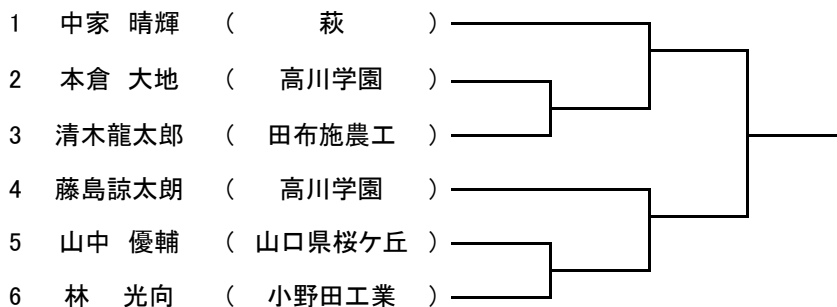 1 中家 晴輝 ( 萩 )
2 本倉 大地 ( 高川学園 )
3 清木龍太郎 ( 田布施農工 )
4 藤島諒太朗 ( 高川学園 )
5 山中 優輔 ( 山口県桜ケ丘 )
6 林 光向 ( 小野田工業 )